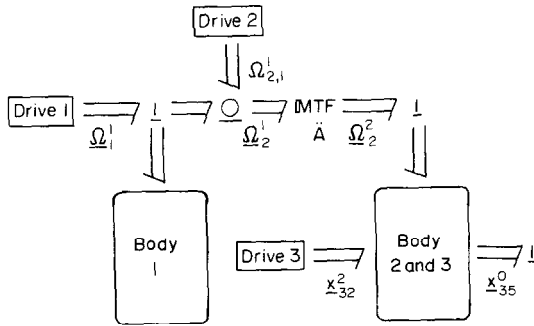 Drive 2
Ω¹₂,₁
Drive 1
1
O
MTF
1
Ω¹₁
Ω¹₂
Ä
Ω²₂
Body
1
Drive 3
Body
2 and 3
1
x²₃₂
x⁰₃₅